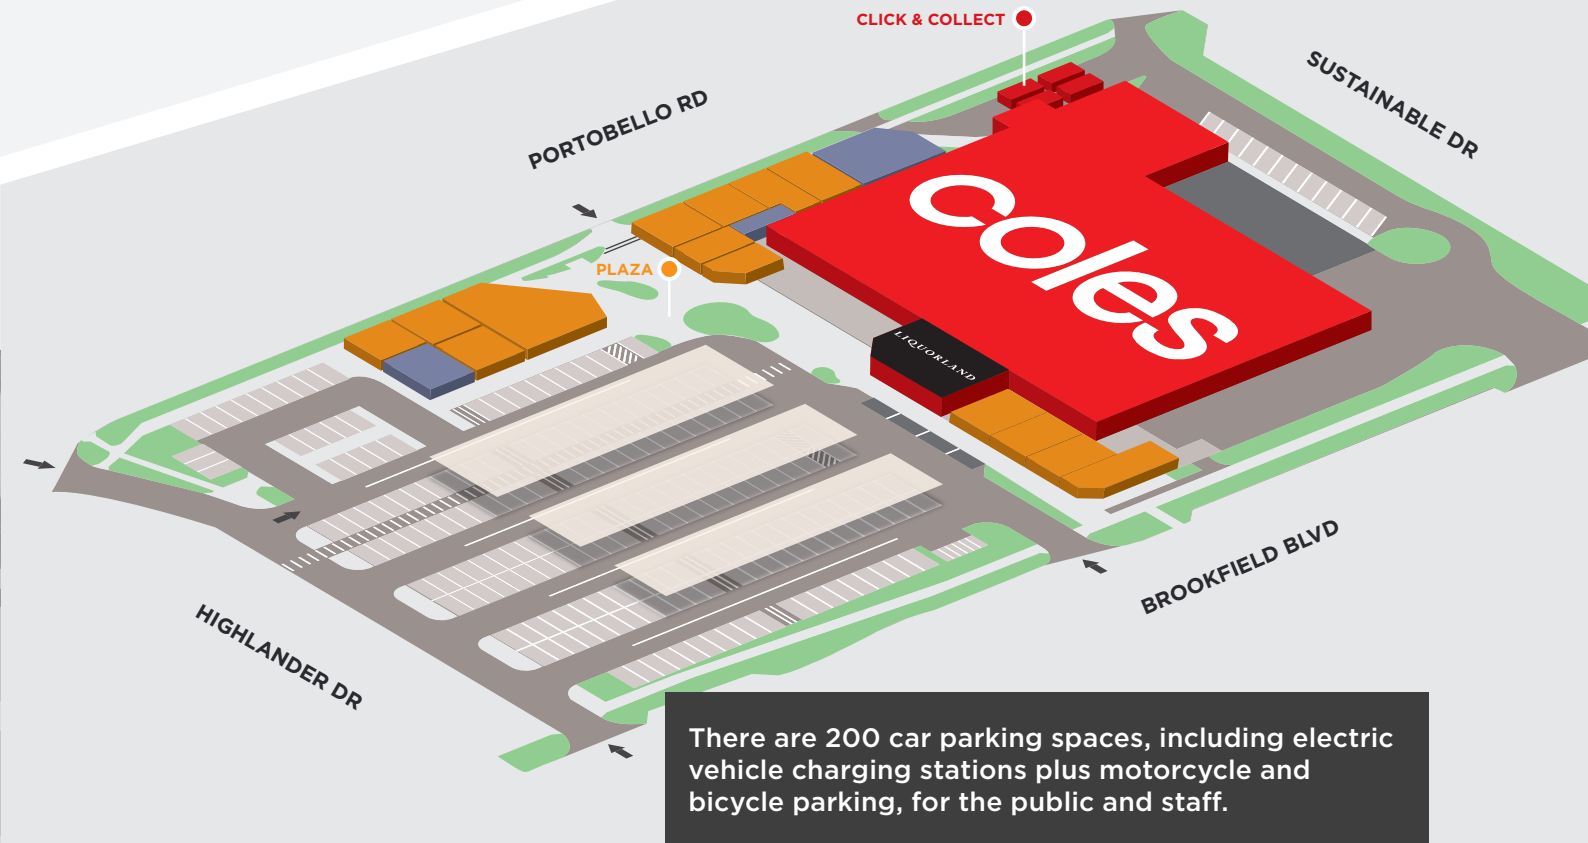 CLICK & COLLECT
SUSTAINABLE DR
PORTOBELLO RD
coles
PLAZA
LIQUORLAND
BROOKFIELD BLVD
HIGHLANDER DR
There are 200 car parking spaces, including electric
vehicle charging stations plus motorcycle and
bicycle parking, for the public and staff.